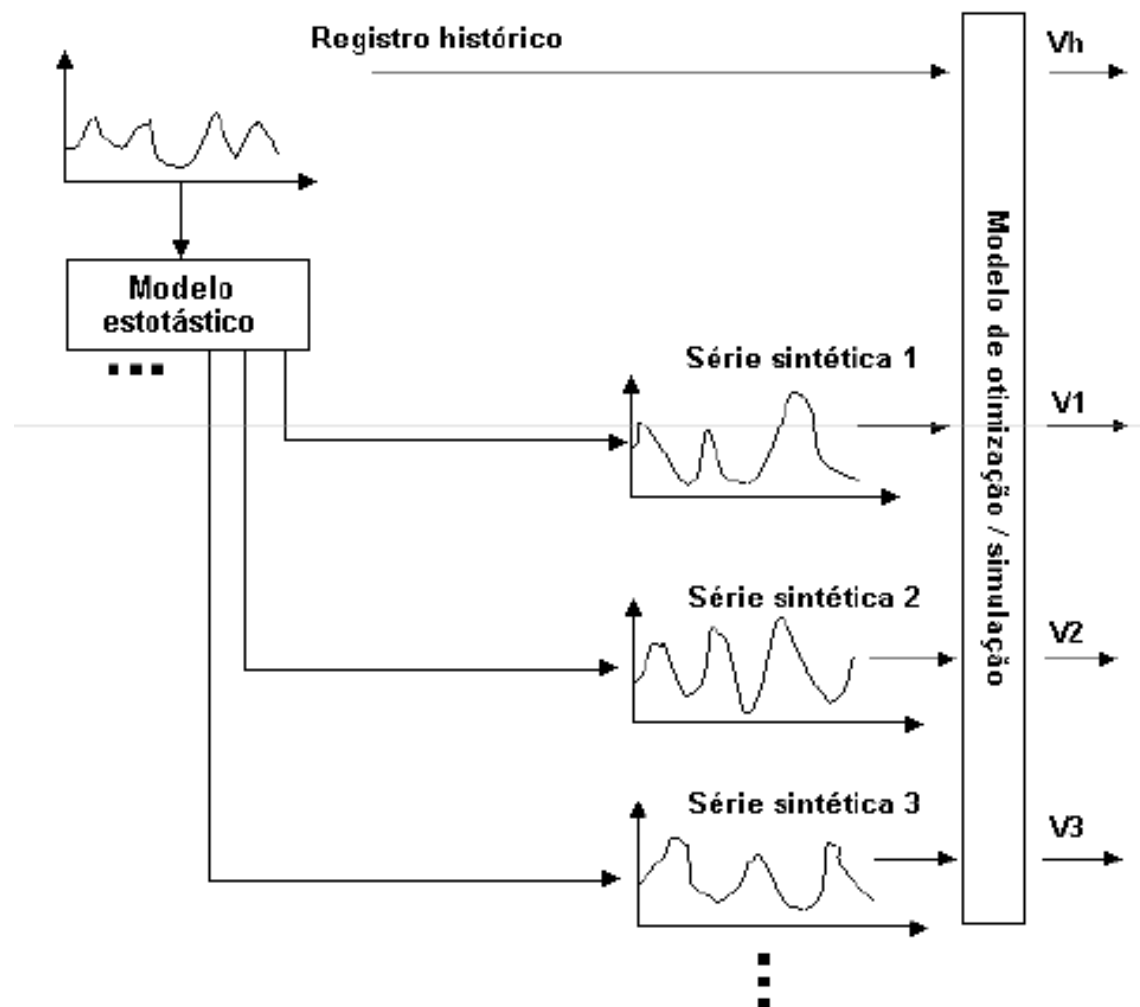 Registro histórico
Vh
Modelo
estotástico
Série sintética 1
V1
Série sintética 2
V2
Série sintética 3
V3
Modelo de otimização / simulação